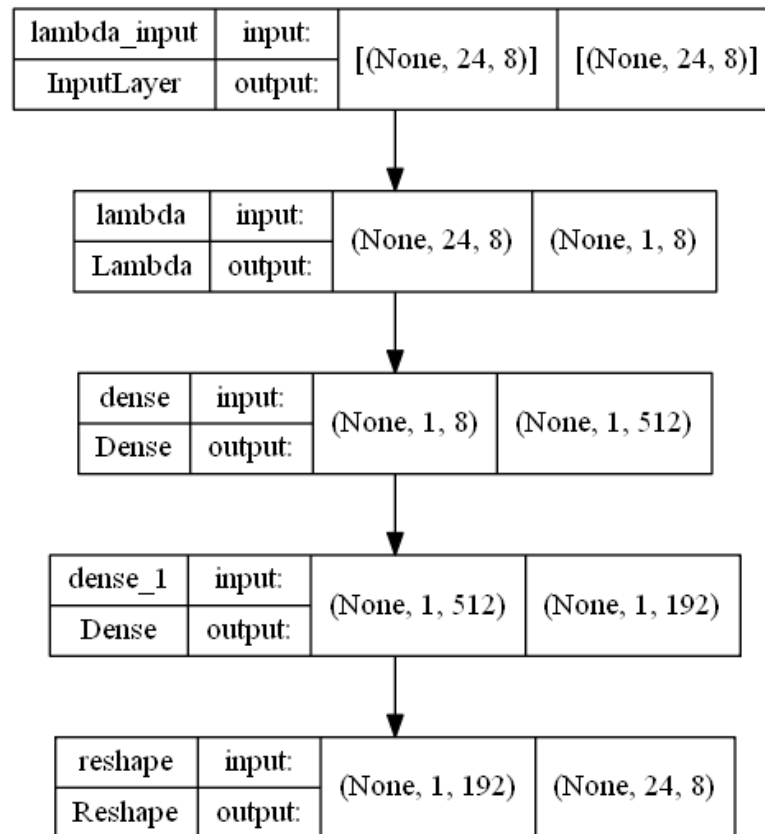 lambda_input input: [(None, 24, 8)] [(None, 24, 8)]
InputLayer output:
lambda input: (None, 24, 8) (None, 1, 8)
Lambda output:
dense input: (None, 1, 8) (None, 1, 512)
Dense output:
dense_1 input: (None, 1, 512) (None, 1, 192)
Dense output:
reshape input: (None, 1, 192) (None, 24, 8)
Reshape output: